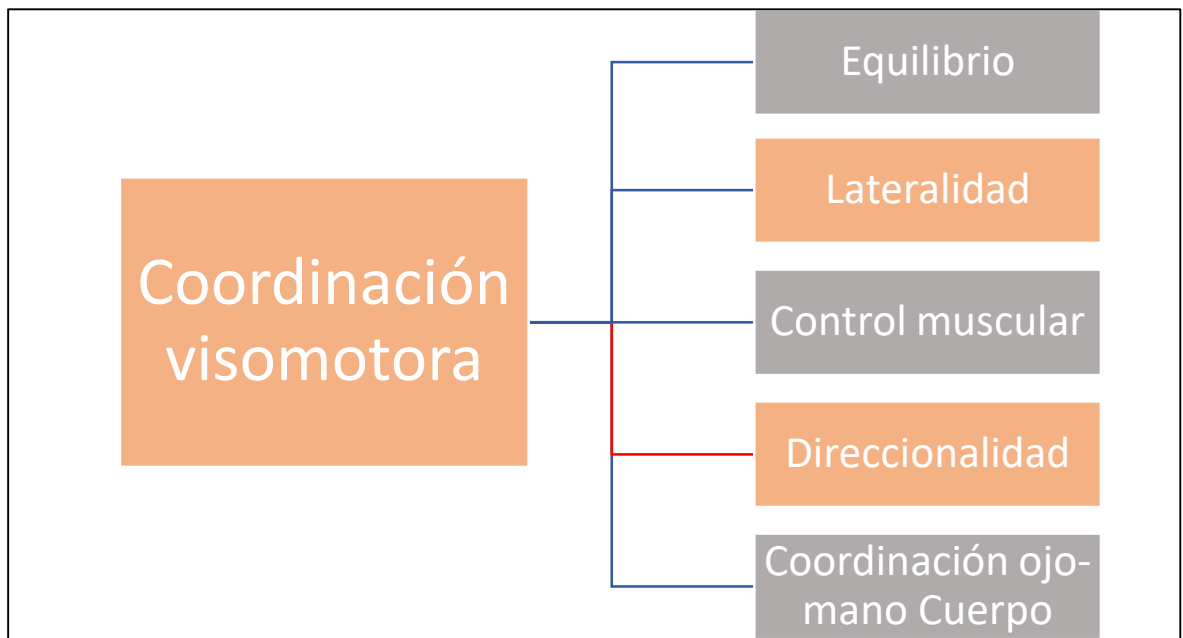 Equilibrio
Lateralidad
Coordinación
visomotora
Control muscular
Direccionalidad
Coordinación ojo-
mano Cuerpo